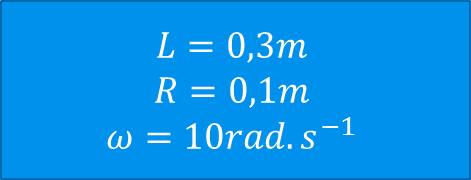 L = 0,3m
R = 0,1m
ω = 10rad.s⁻¹